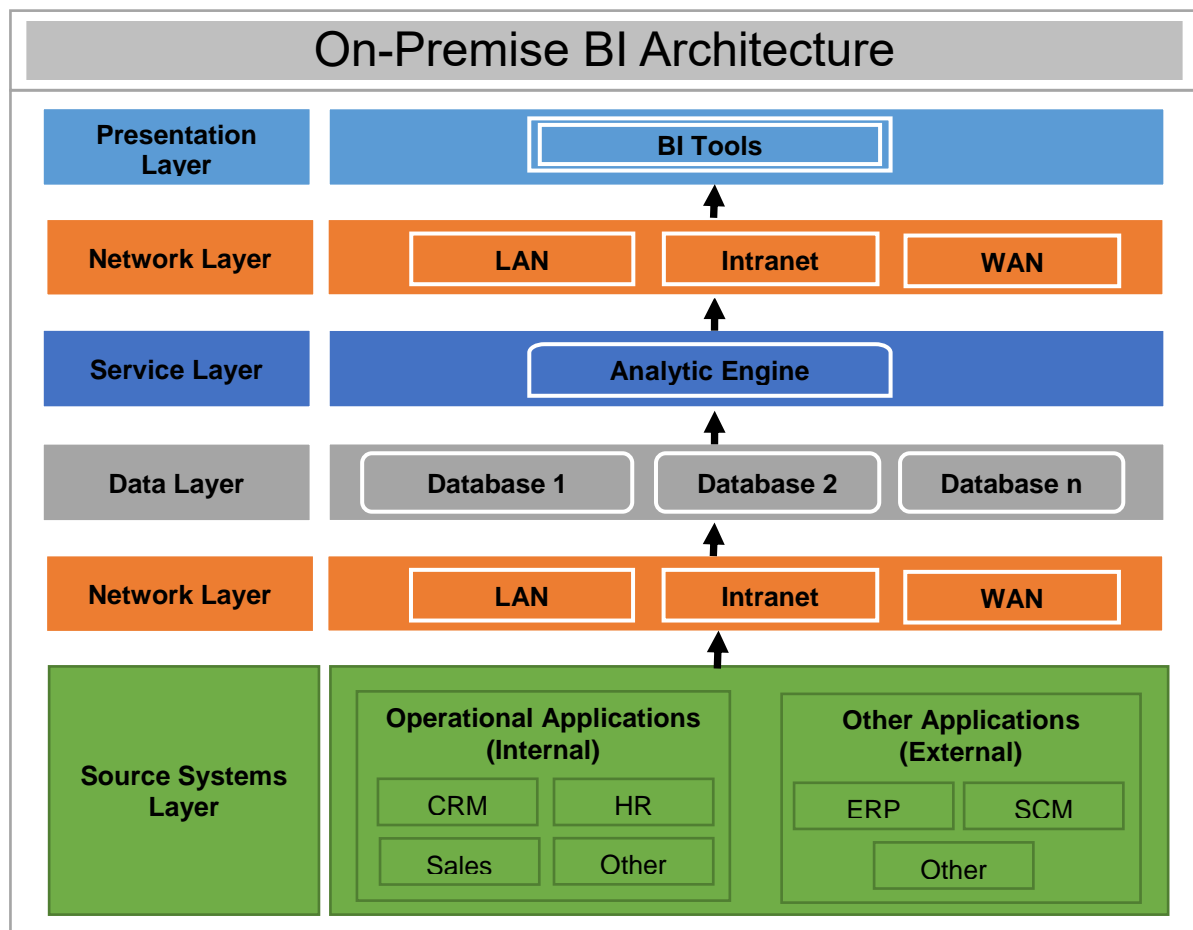 On-Premise BI Architecture
Presentation
Layer
BI Tools
Network Layer
LAN
Intranet
WAN
Service Layer
Analytic Engine
Data Layer
Database 1
Database 2
Database n
Network Layer
LAN
Intranet
WAN
Source Systems
Layer
Operational Applications
(Internal)
CRM
HR
Sales
Other
Other Applications
(External)
ERP
SCM
Other